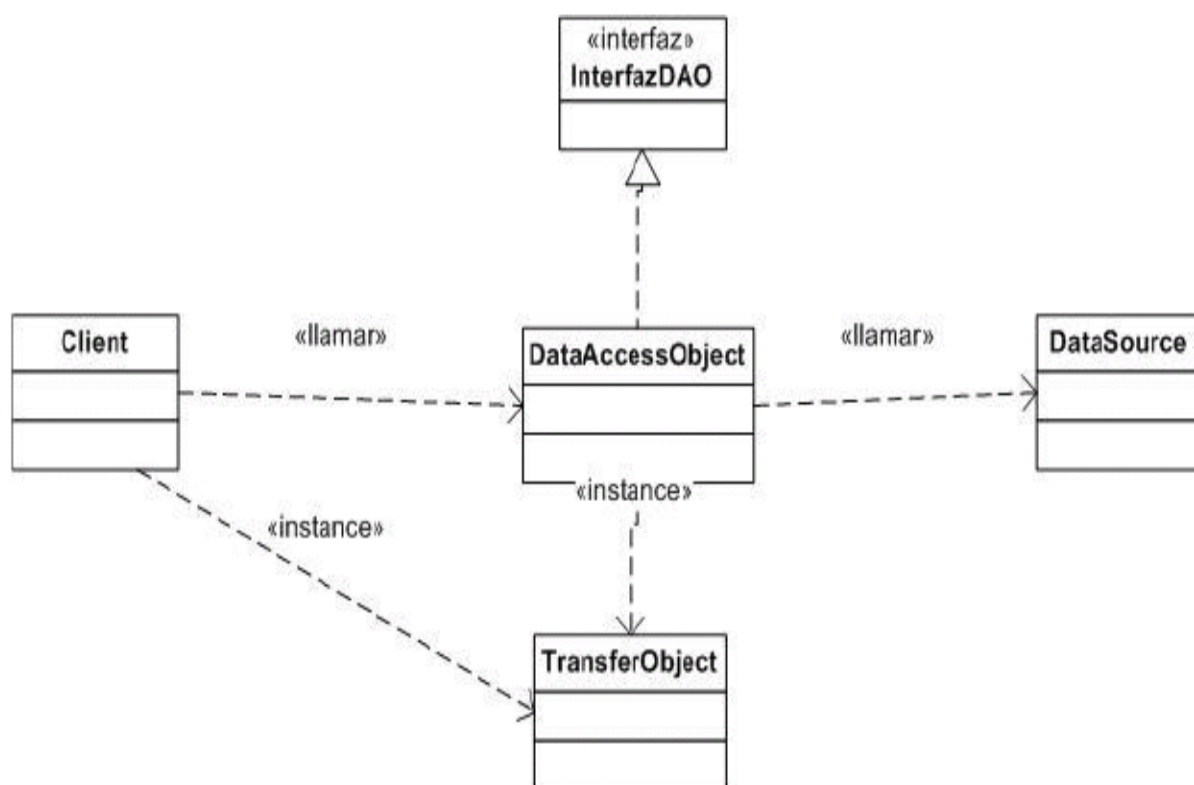 «interfaz»
InterfazDAO
Client
«llamar»
DataAccessObject
«llamar»
DataSource
«instance»
«instance»
TransferObject